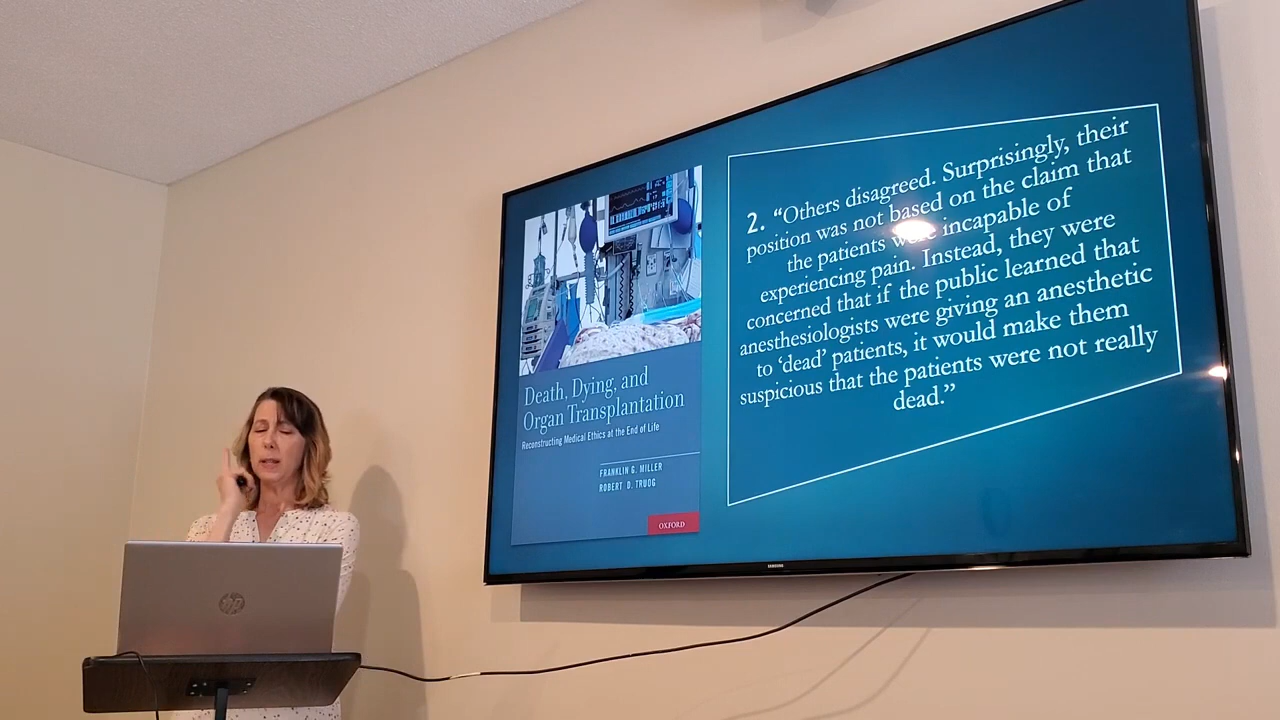 Death, Dying, and
Organ Transplantation
Reconstructing Medical Ethics at the End of Life
FRANKLIN G. MILLER
ROBERT D. TRUOG
OXFORD
2. “Others disagreed. Surprisingly, their
position was not based on the claim that
the patients were incapable of
experiencing pain. Instead, they were
concerned that if the public learned that
anesthesiologists were giving an anesthetic
to ‘dead’ patients, it would make them
suspicious that the patients were not really
dead.”
SAMSUNG
hp